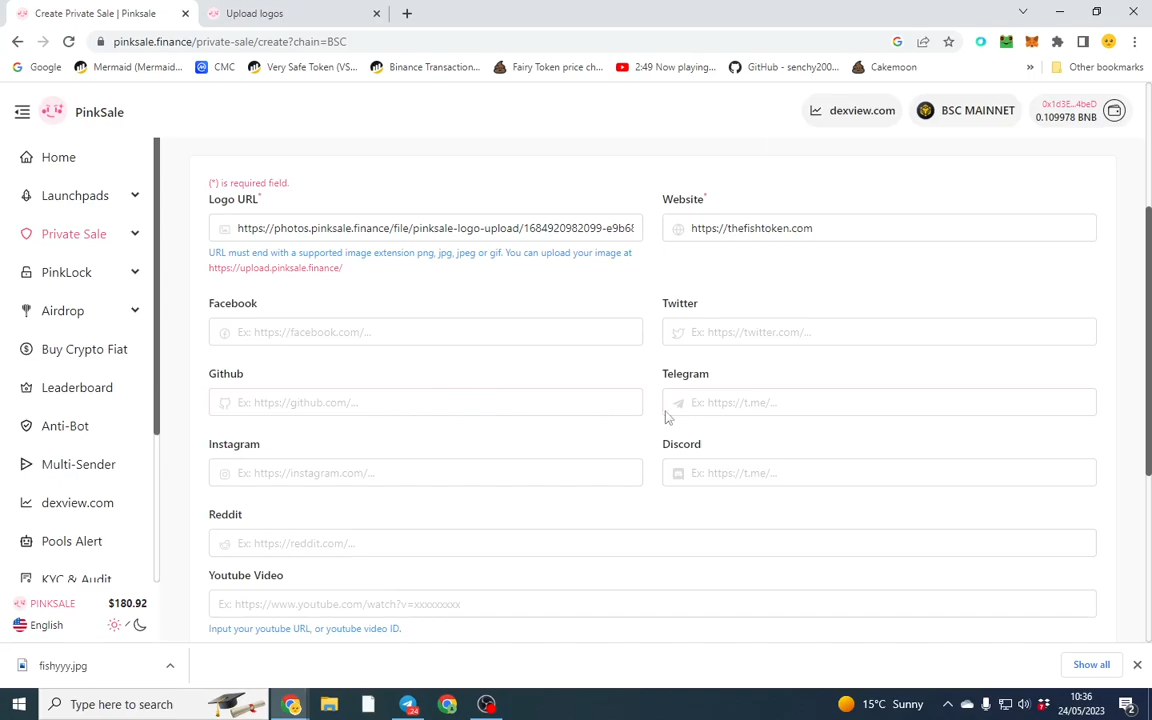 Create Private Sale | Pinksale
Upload logos
pinksale.finance/private-sale/create?chain=BSC
Google
Mermaid (Mermaid...
CMC
Very Safe Token (VS...
Binance Transaction...
Fairy Token price ch...
2:49 Now playing...
GitHub - senchy200...
Cakemoon
»
Other bookmarks
PinkSale
dexview.com
BSC MAINNET
0x1d3E...4beD
0.109978 BNB
Home
Launchpads
Private Sale
PinkLock
Airdrop
Buy Crypto Fiat
Leaderboard
Anti-Bot
Multi-Sender
dexview.com
Pools Alert
KYC & Audit
PINKSALE
$180.92
English
(*) is required field.
Logo URL*
https://photos.pinksale.finance/file/pinksale-logo-upload/1684920982099-e9b68
URL must end with a supported image extension png, jpg, jpeg or gif. You can upload your image at
https://upload.pinksale.finance/
Website*
https://thefishtoken.com
Facebook
Ex: https://facebook.com/...
Twitter
Ex: https://twitter.com/...
Github
Ex: https://github.com/...
Telegram
Ex: https://t.me/...
Instagram
Ex: https://instagram.com/...
Discord
Ex: https://t.me/...
Reddit
Ex: https://reddit.com/...
Youtube Video
Ex: https://www.youtube.com/watch?v=xxxxxxxxx
Input your youtube URL, or youtube video ID.
fishyyy.jpg
Show all
Type here to search
24
15°C Sunny
10:36
24/05/2023
2